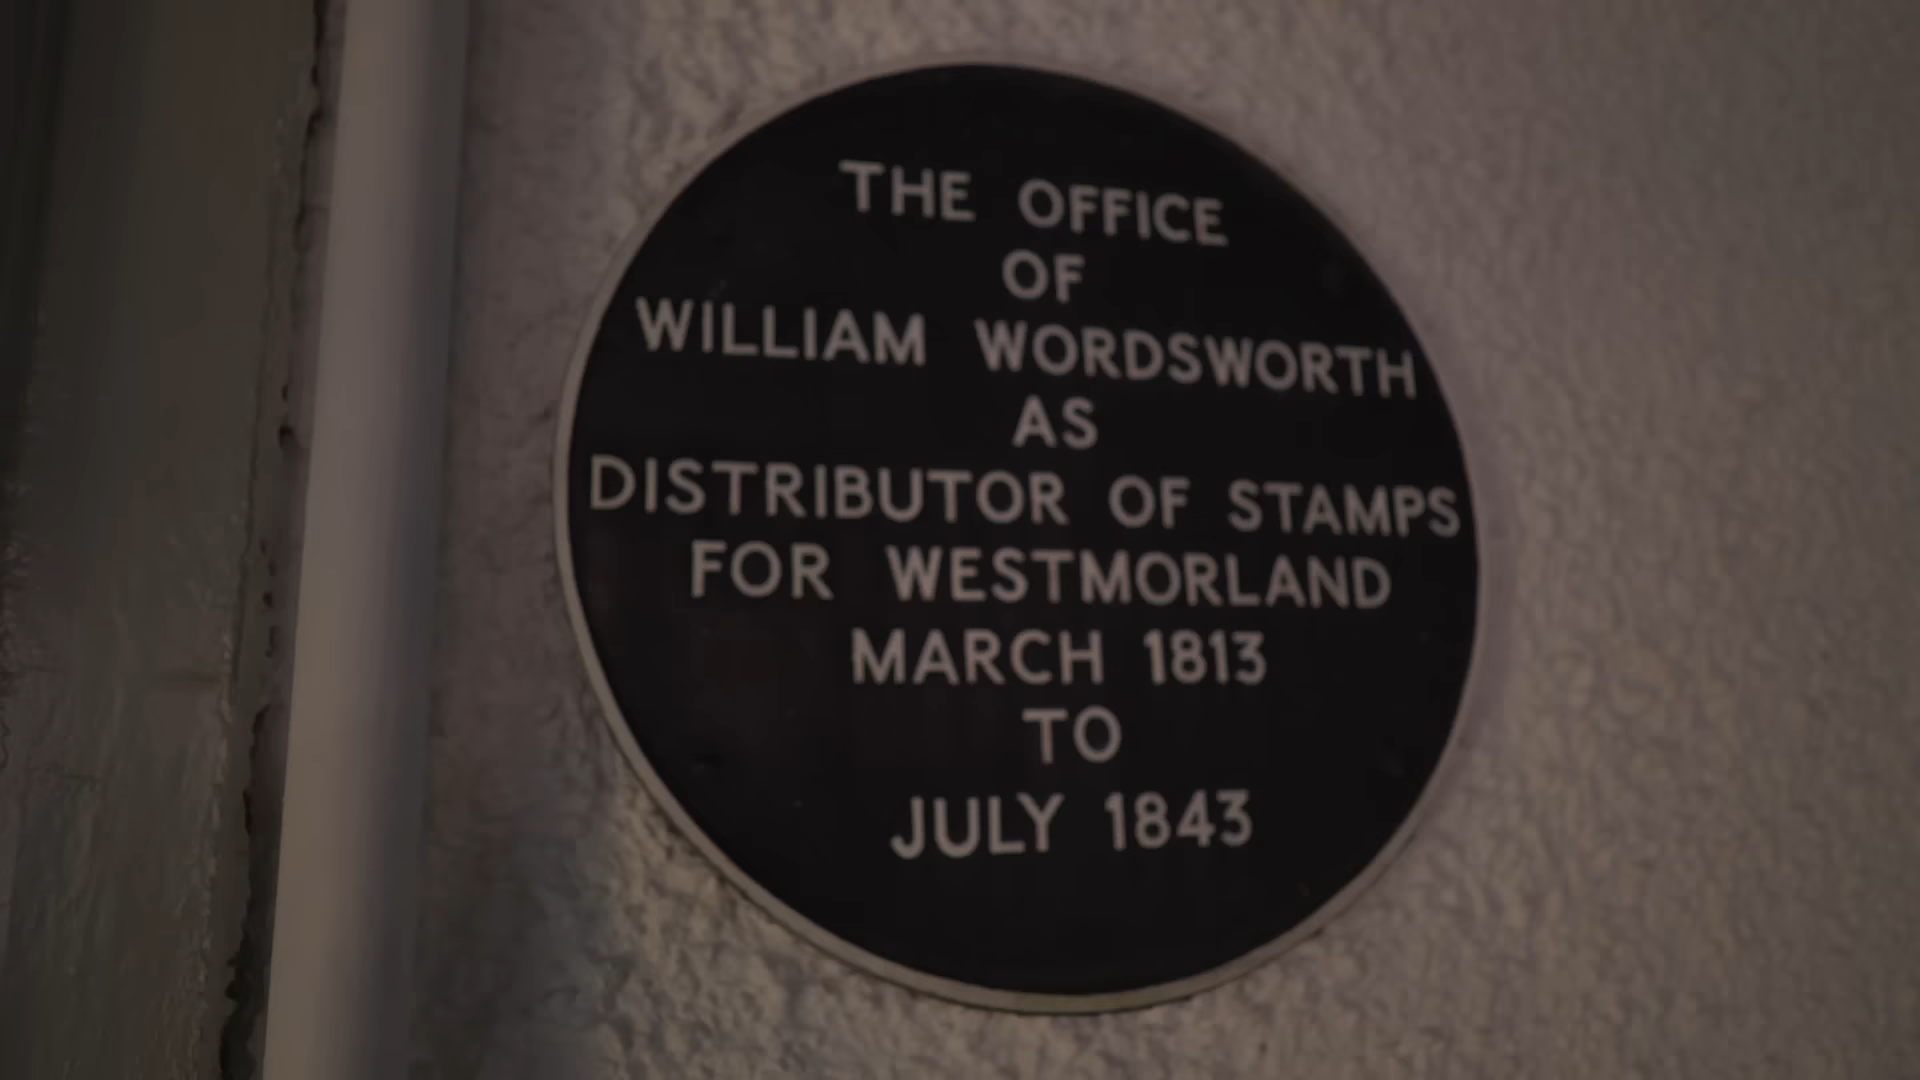 THE OFFICE
OF
WILLIAM WORDSWORTH
AS
DISTRIBUTOR OF STAMPS
FOR WESTMORLAND
MARCH 1813
TO
JULY 1843